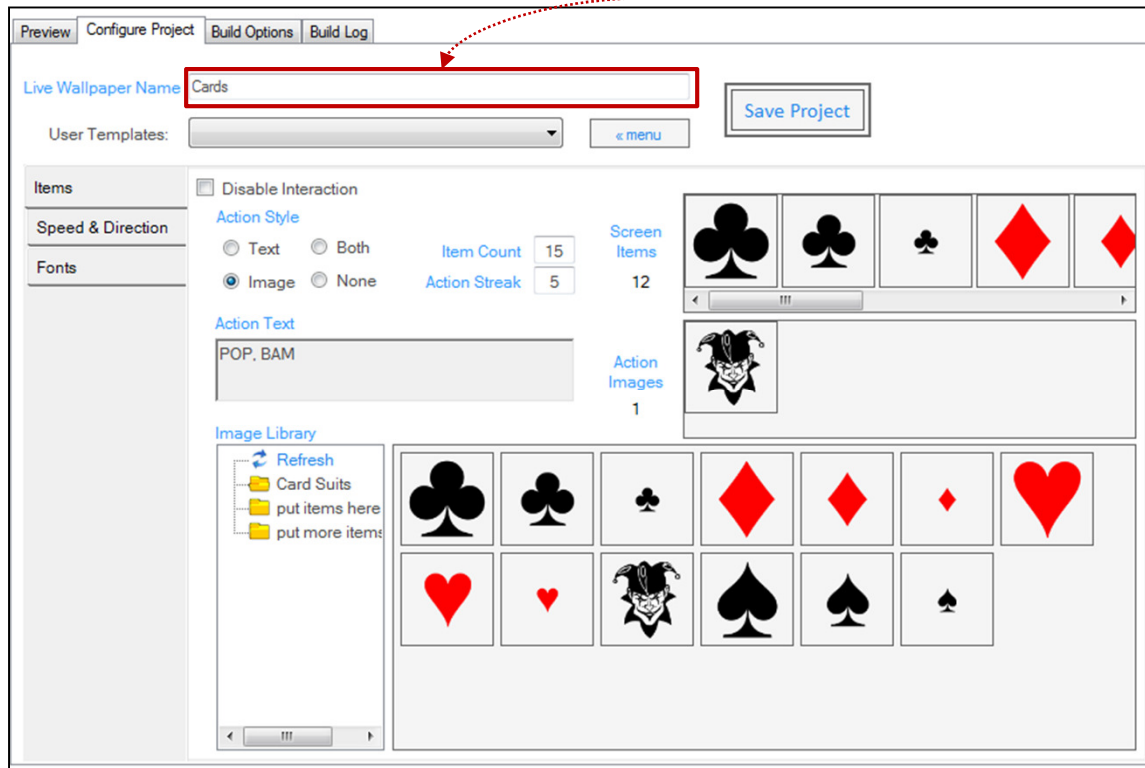 Preview Configure Project Build Options Build Log
Live Wallpaper Name Cards
Save Project
User Templates: « menu
Items
Speed & Direction
Fonts
Disable Interaction
Action Style
Text Both
Image None
Item Count 15
Action Streak 5
Screen
Items
12
Action Text
POP, BAM
Action
Images
1
Image Library
Refresh
Card Suits
put items here
put more items